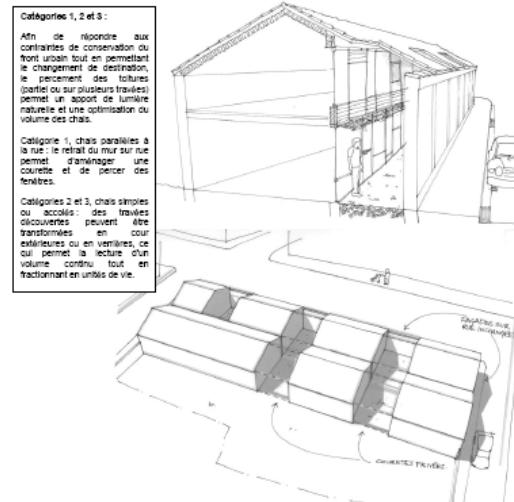 Catégories 1, 2 et 3 :
Afin de répondre aux
contraintes de conservation du
front urbain tout en permettant
le changement de destination,
le percement des toitures
(partiel ou sur plusieurs travées)
permet un apport de lumière
naturelle et une optimisation du
volume des chais.
Catégorie 1, chais parallèles à
la rue : le retrait du mur sur rue
permet d'aménager une
courette et de percer des
fenêtres.
Catégories 2 et 3, chais simples
ou accolés : des travées
découvertes peuvent être
transformées en cour
extérieures ou en verrières, ce
qui permet la lecture d'un
volume continu tout en
fractionnant en unités de vie.
FAÇADES SUR
RUE INCHANGÉES
COURETTES PRIVÉES